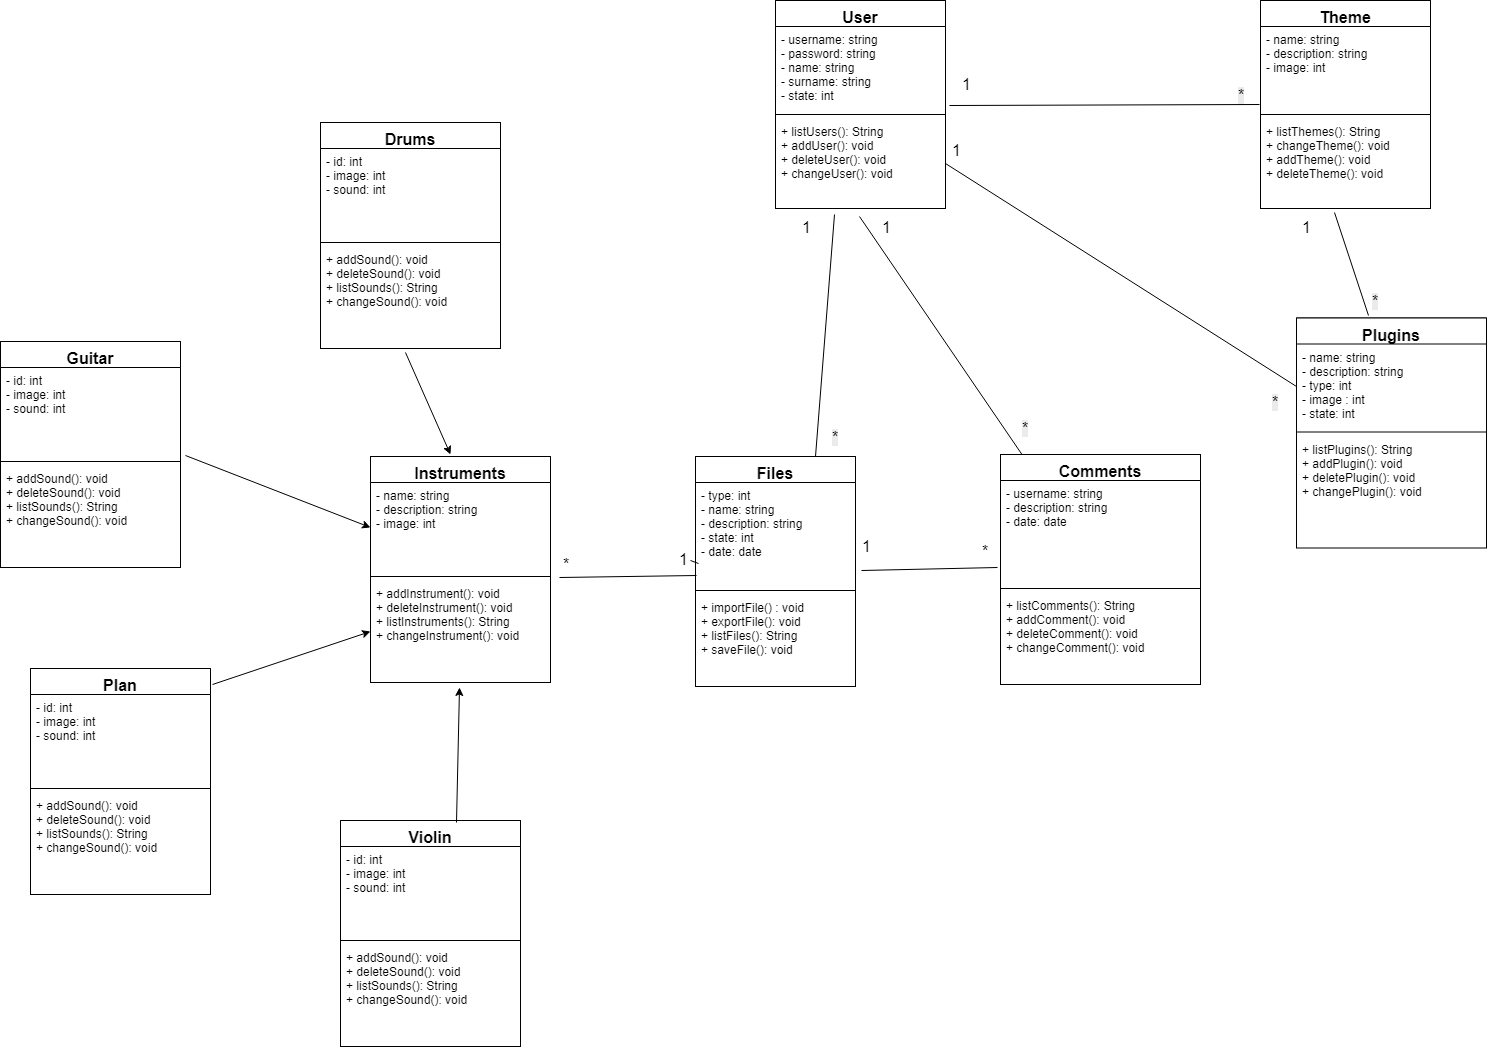 User
- username: string
- password: string
- name: string
- surname: string
- state: int
+ listUsers(): String
+ addUser(): void
+ deleteUser(): void
+ changeUser(): void
Theme
- name: string
- description: string
- image: int
+ listThemes(): String
+ changeTheme(): void
+ addTheme(): void
+ deleteTheme(): void
1
*
1
*
1
*
1
*
1
*
Drums
- id: int
- image: int
- sound: int
+ addSound(): void
+ deleteSound(): void
+ listSounds(): String
+ changeSound(): void
Guitar
- id: int
- image: int
- sound: int
+ addSound(): void
+ deleteSound(): void
+ listSounds(): String
+ changeSound(): void
Plugins
- name: string
- description: string
- type: int
- image : int
- state: int
+ listPlugins(): String
+ addPlugin(): void
+ deletePlugin(): void
+ changePlugin(): void
Instruments
- name: string
- description: string
- image: int
+ addInstrument(): void
+ deleteInstrument(): void
+ listInstruments(): String
+ changeInstrument(): void
*
1
Files
- type: int
- name: string
- description: string
- state: int
- date: date
+ importFile() : void
+ exportFile(): void
+ listFiles(): String
+ saveFile(): void
1
*
Comments
- username: string
- description: string
- date: date
+ listComments(): String
+ addComment(): void
+ deleteComment(): void
+ changeComment(): void
Plan
- id: int
- image: int
- sound: int
+ addSound(): void
+ deleteSound(): void
+ listSounds(): String
+ changeSound(): void
Violin
- id: int
- image: int
- sound: int
+ addSound(): void
+ deleteSound(): void
+ listSounds(): String
+ changeSound(): void